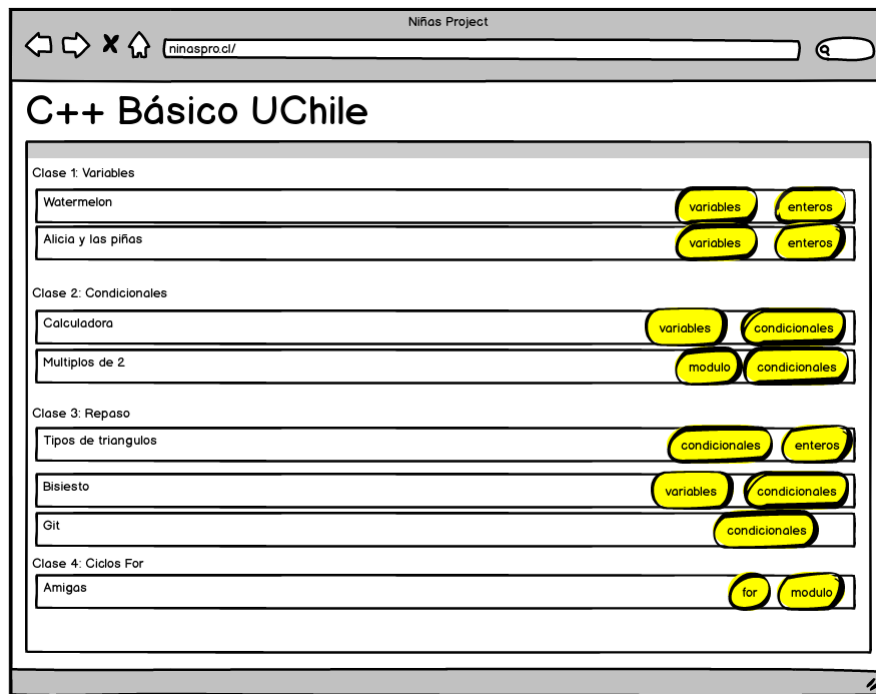 Niñas Project
ninaspro.cl/
C++ Básico UChile
Clase 1: Variables
Watermelon variables enteros
Alicia y las piñas variables enteros
Clase 2: Condicionales
Calculadora variables condicionales
Multiplos de 2 modulo condicionales
Clase 3: Repaso
Tipos de triangulos condicionales enteros
Bisiesto variables condicionales
Git condicionales
Clase 4: Ciclos For
Amigas for modulo